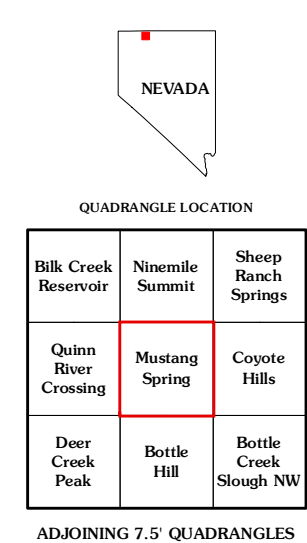 NEVADA
QUADRANGLE LOCATION
Bilk Creek
Reservoir
Ninemile
Summit
Sheep
Ranch
Springs
Quinn
River
Crossing
Mustang
Spring
Coyote
Hills
Deer
Creek
Peak
Bottle
Hill
Bottle
Creek
Slough NW
ADJOINING 7.5' QUADRANGLES